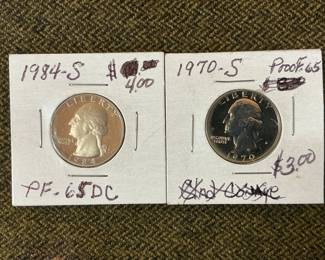 1984-S $
4.00
LIBERTY
PF-65DC
1970-S Proof-65
LIBERTY
1970
$3.00